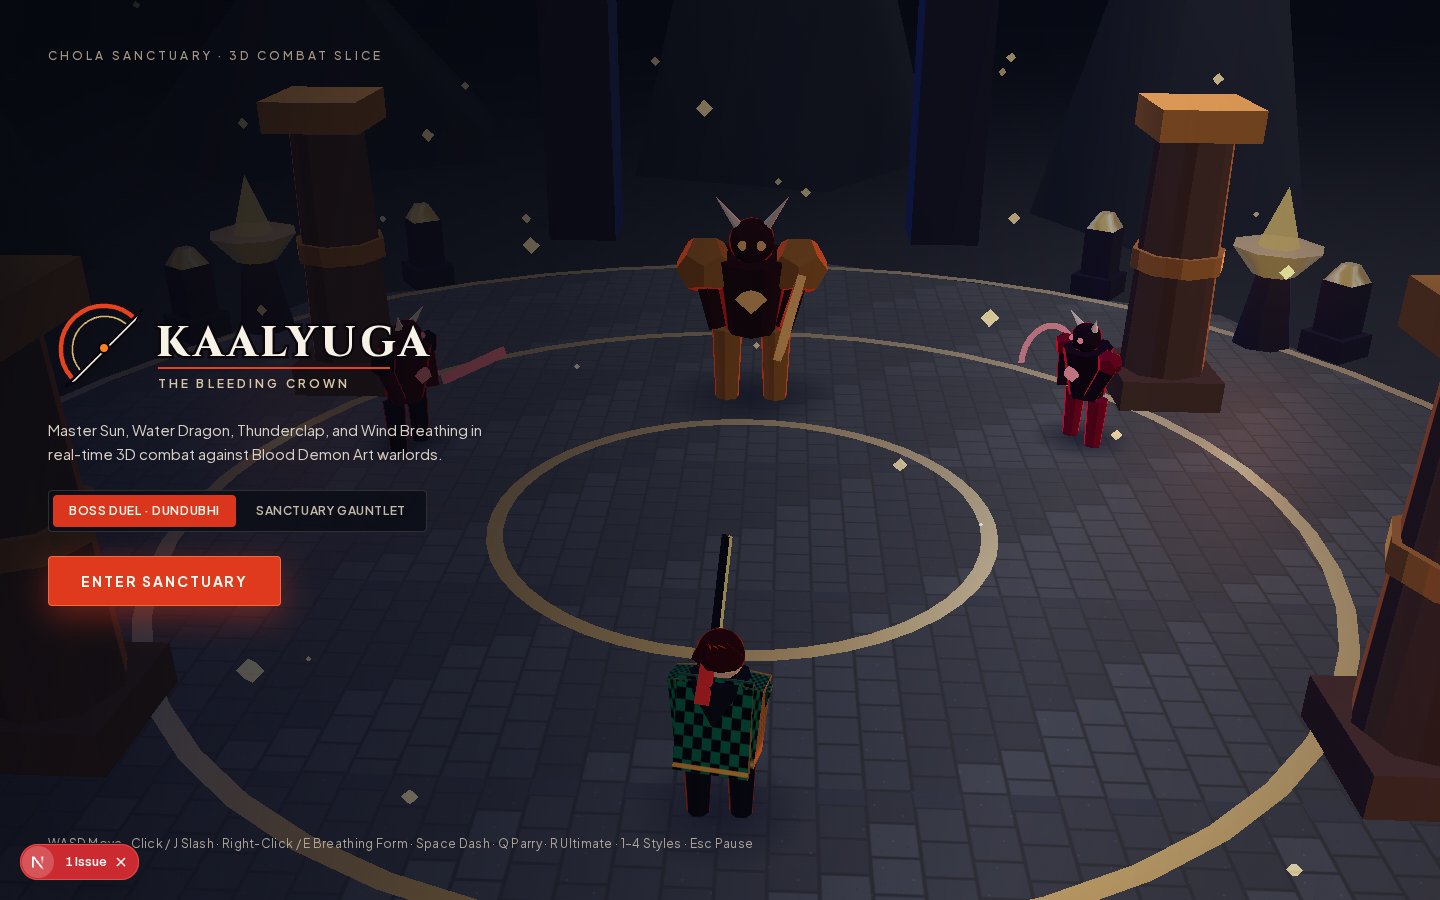 CHOLA SANCTUARY · 3D COMBAT SLICE
KAALYUGA
THE BLEEDING CROWN
Master Sun, Water Dragon, Thunderclap, and Wind Breathing in
real-time 3D combat against Blood Demon Art warlords.
BOSS DUEL · DUNDUBHI
SANCTUARY GAUNTLET
ENTER SANCTUARY
WASD Move · Click / J Slash · Right-Click / E Breathing Form · Space Dash · Q Parry · R Ultimate · 1–4 Styles · Esc Pause
N 1 Issue